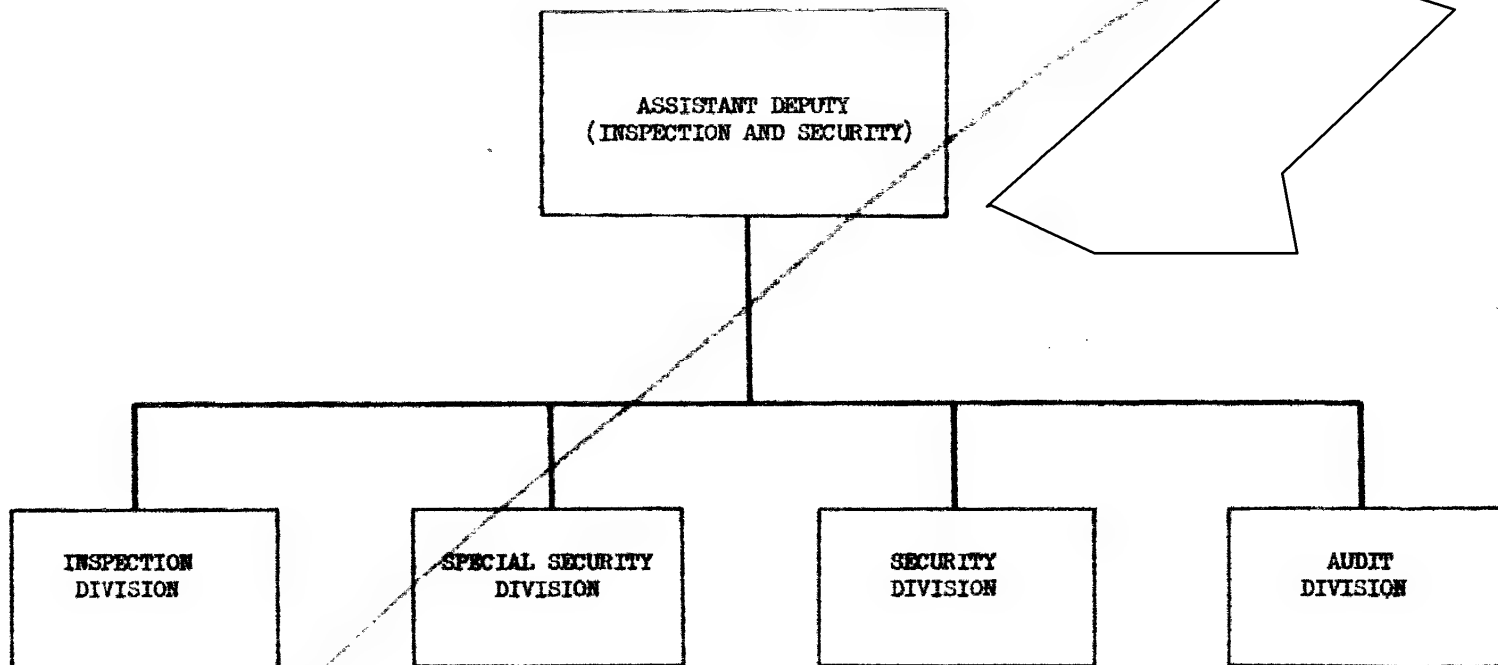 ASSISTANT DEPUTY
(INSPECTION AND SECURITY)
INSPECTION
DIVISION
SPECIAL SECURITY
DIVISION
SECURITY
DIVISION
AUDIT
DIVISION